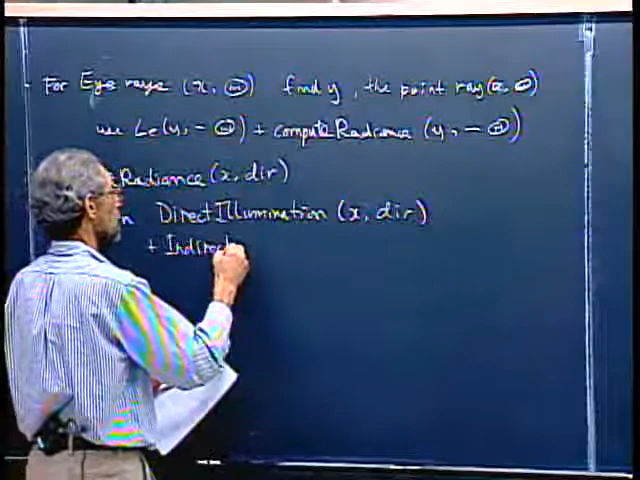 For Eye rays (x, Ⓗ) find y, the point ray(x, Ⓗ)
use Le(y, - Ⓗ) + computeRadiance (y, - Ⓗ)
Radiance (x, dir)
n DirectIllumination (x, dir)
+ Indirect